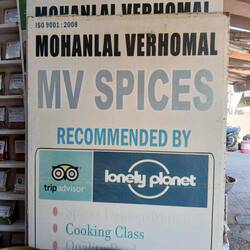 MOHANLAL VERHOMAL
ISO 9001 : 2008
MOHANLAL VERHOMAL
MV SPICES
RECOMMENDED BY
tripadvisor
lonely planet
Cooking Class